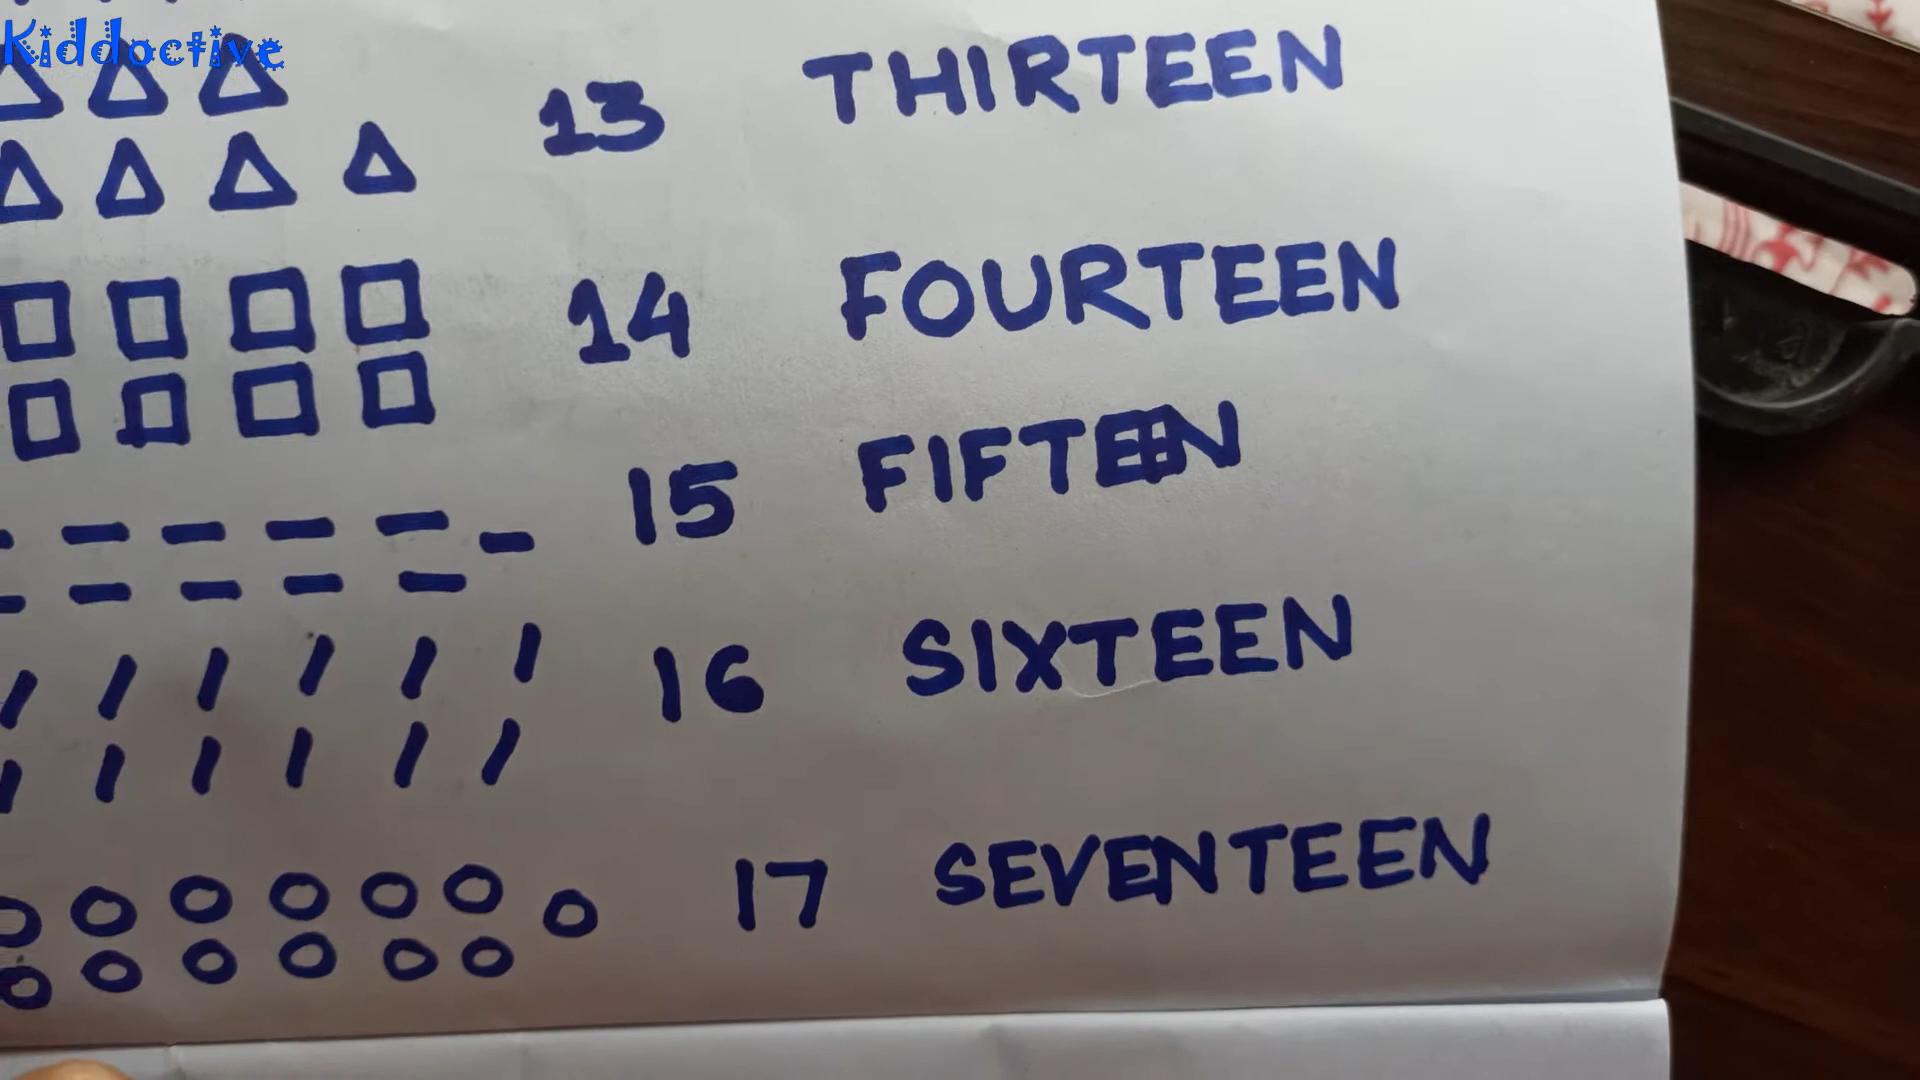 Kiddoctive
13 THIRTEEN
14 FOURTEEN
15 FIFTEEN
16 SIXTEEN
17 SEVENTEEN